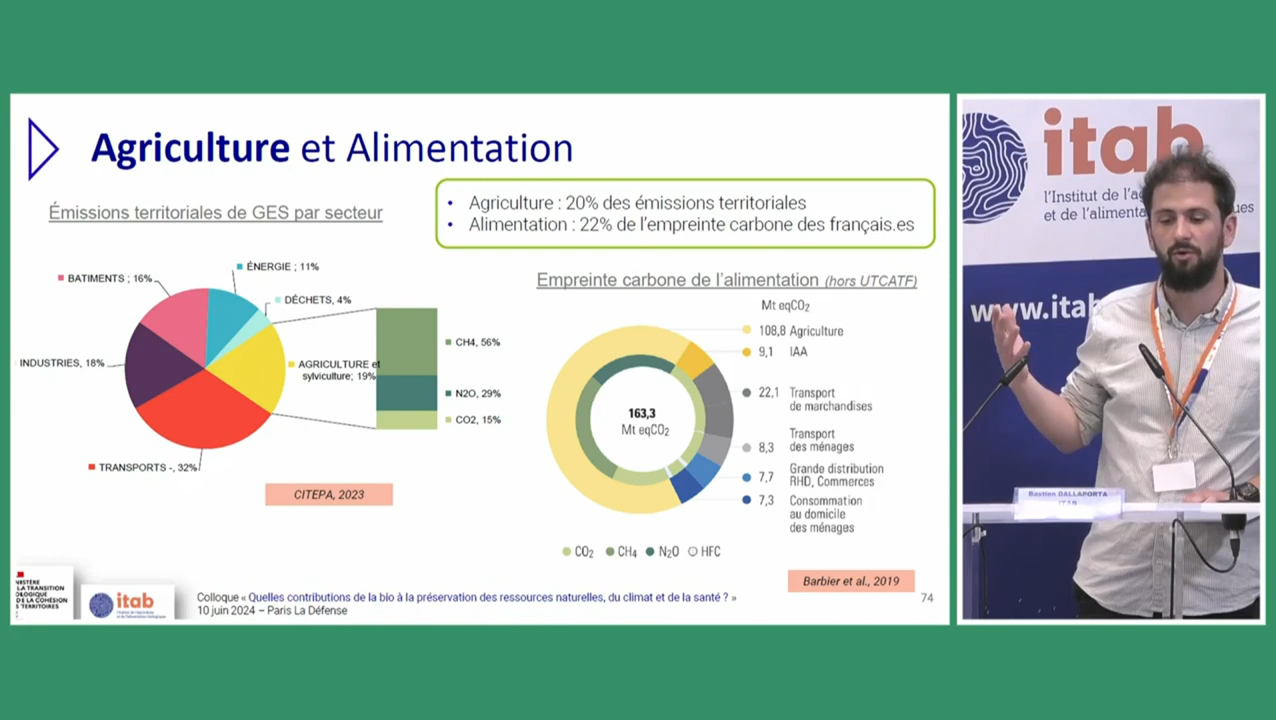 Agriculture et Alimentation
Émissions territoriales de GES par secteur
• Agriculture : 20% des émissions territoriales
• Alimentation : 22% de l'empreinte carbone des français.es
BATIMENTS ; 16%
ÉNERGIE ; 11%
DÉCHETS, 4%
INDUSTRIES, 18%
AGRICULTURE et
sylviculture; 19%
TRANSPORTS -, 32%
CH4, 56%
N2O, 29%
CO2, 15%
CITEPA, 2023
Empreinte carbone de l'alimentation (hors UTCATF)
Mt eqCO2
163,3
Mt eqCO2
108,8 Agriculture
9,1 IAA
22,1 Transport
de marchandises
8,3 Transport
des ménages
7,7 Grande distribution
RHD, Commerces
7,3 Consommation
au domicile
des ménages
CO2 CH4 N2O HFC
Barbier et al., 2019
NISTÈRE
LA TRANSITION
OLOGIQUE
DE LA COHÉSION
S TERRITOIRES
itab
Colloque « Quelles contributions de la bio à la préservation des ressources naturelles, du climat et de la santé ? »
10 juin 2024 – Paris La Défense
74
itab
l'Institut de l'a
et de l'alimenta ues
www.itab
Bastien DALLAPORTA
ITAB